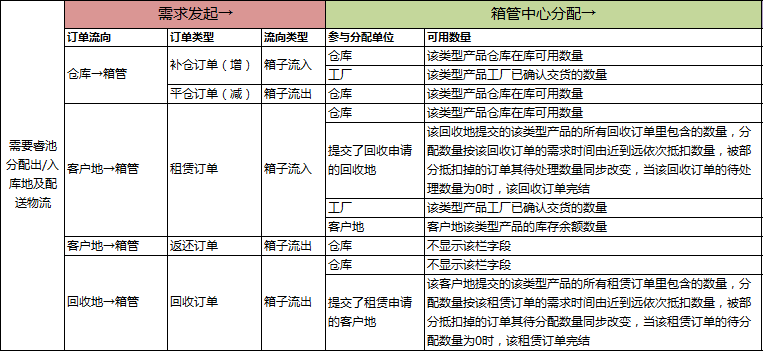 需求发起→
箱管中心分配→
订单流向
订单类型
流向类型
参与分配单位
可用数量
需要睿池
分配出/入
库地及配
送物流
仓库→箱管
补仓订单（增）
箱子流入
仓库
该类型产品仓库在库可用数量
工厂
该类型产品工厂已确认交货的数量
平仓订单（减）
箱子流出
仓库
该类型产品仓库在库可用数量
客户地→箱管
租赁订单
箱子流入
仓库
该类型产品仓库在库可用数量
提交了回收申请
的回收地
该回收地提交的该类型产品的所有回收订单里包含的数量，分
配数量按该回收订单的需求时间由近到远依次抵扣数量，被部
分抵扣掉的订单其待处理数量同步改变，当该回收订单的待处
理数量为0时，该回收订单完结
工厂
该类型产品工厂已确认交货的数量
客户地
客户地该类型产品的库存余额数量
客户地→箱管
返还订单
箱子流出
仓库
不显示该栏字段
回收地→箱管
回收订单
箱子流出
仓库
不显示该栏字段
提交了租赁申请
的客户地
该客户地提交的该类型产品的所有租赁订单里包含的数量，分
配数量按该租赁订单的需求时间由近到远依次抵扣数量，被部
分抵扣掉的订单其待分配数量同步改变，当该租赁订单的待分
配数量为0时，该租赁订单完结